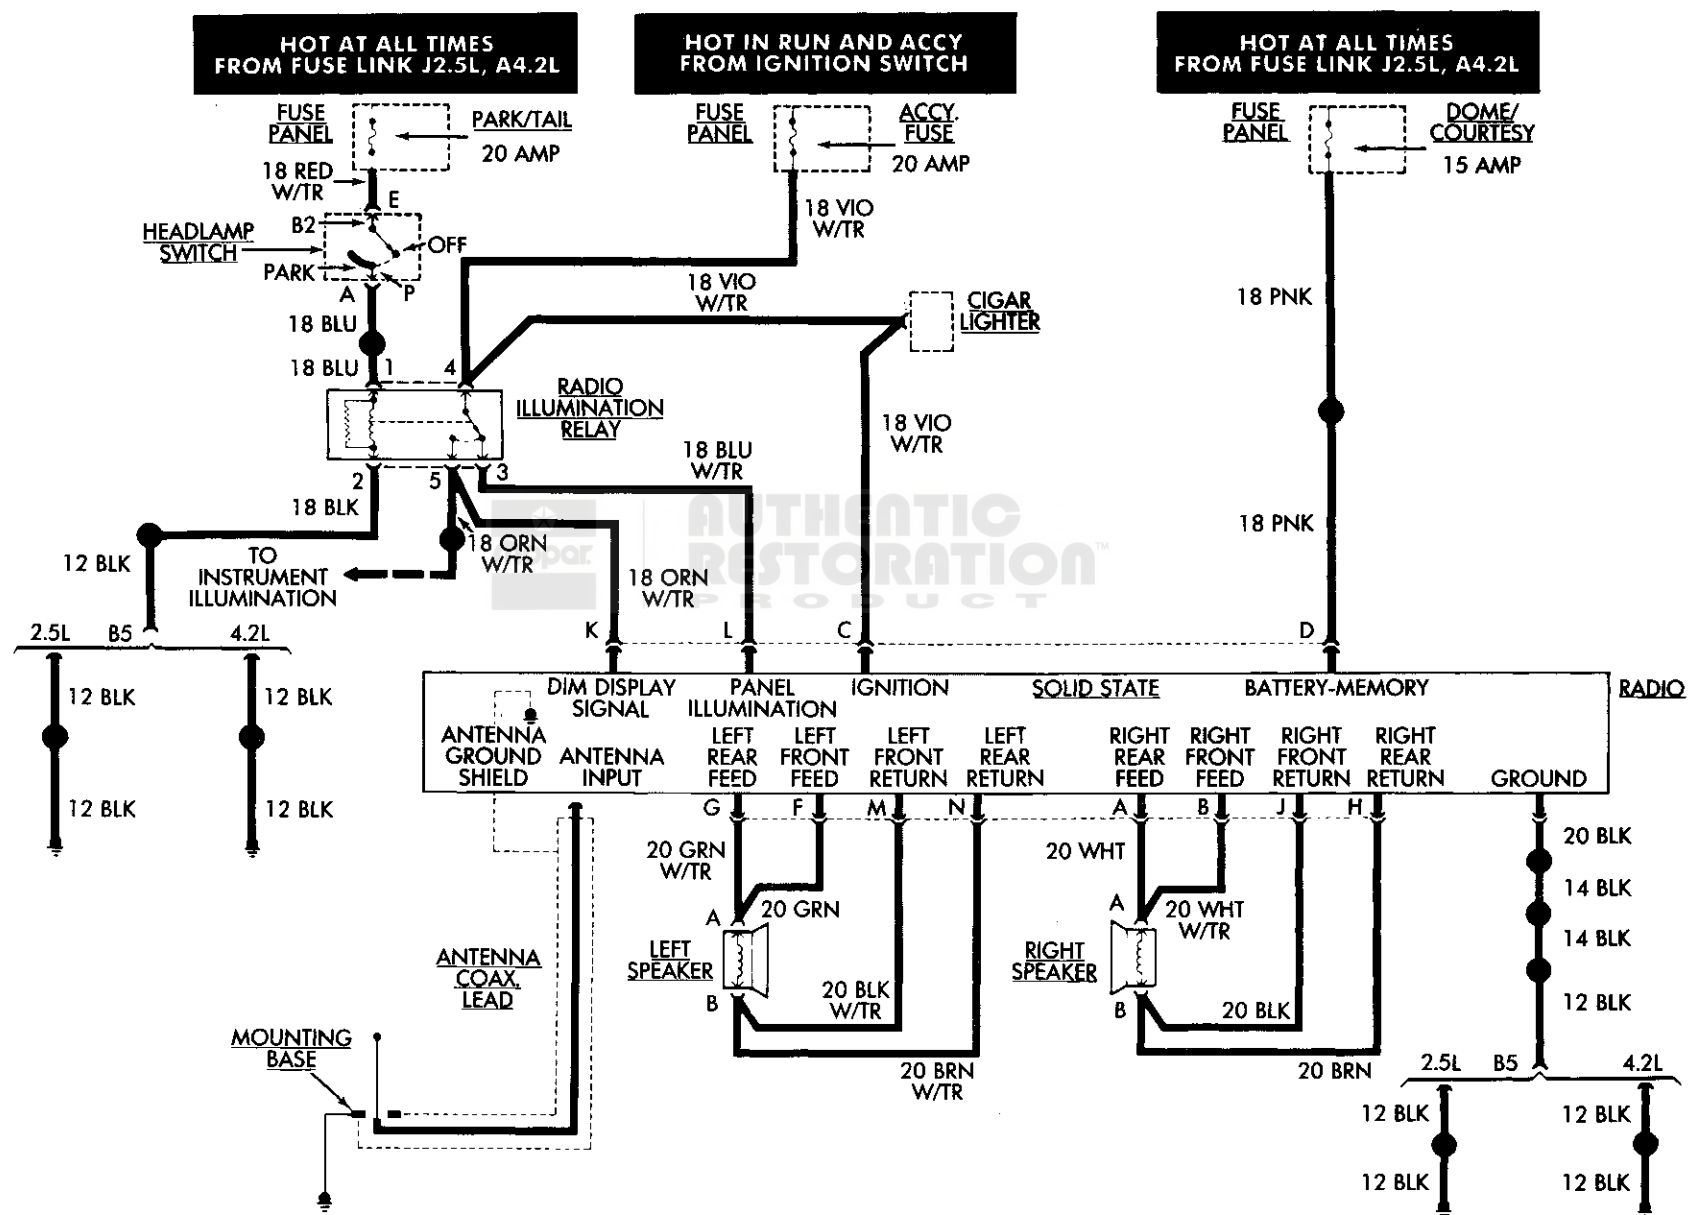 HOT AT ALL TIMES
FROM FUSE LINK J2.5L, A4.2L
HOT IN RUN AND ACCY
FROM IGNITION SWITCH
HOT AT ALL TIMES
FROM FUSE LINK J2.5L, A4.2L
FUSE
PANEL
PARK/TAIL
20 AMP
FUSE
PANEL
ACCY.
FUSE
20 AMP
FUSE
PANEL
DOME/
COURTESY
15 AMP
18 RED
W/TR
E
B2
HEADLAMP
SWITCH
OFF
PARK
A
P
18 VIO
W/TR
18 VIO
W/TR
CIGAR
LIGHTER
18 PNK
18 BLU
18 BLU
1
4
RADIO
ILLUMINATION
RELAY
18 VIO
W/TR
18 BLU
W/TR
2
5
3
18 BLK
12 BLK
TO
INSTRUMENT
ILLUMINATION
18 ORN
W/TR
18 ORN
W/TR
18 PNK
Mopar
AUTHENTIC
RESTORATION™
PRODUCT
K
L
C
D
2.5L
B5
4.2L
12 BLK
12 BLK
12 BLK
12 BLK
DIM DISPLAY
SIGNAL
PANEL
ILLUMINATION
IGNITION
SOLID STATE
BATTERY-MEMORY
RADIO
ANTENNA
GROUND
SHIELD
ANTENNA
INPUT
LEFT
REAR
FEED
LEFT
FRONT
FEED
LEFT
FRONT
RETURN
LEFT
REAR
RETURN
RIGHT
REAR
FEED
RIGHT
FRONT
FEED
RIGHT
FRONT
RETURN
RIGHT
REAR
RETURN
GROUND
G
F
M
N
A
B
J
H
20 GRN
W/TR
20 GRN
20 WHT
20 WHT
W/TR
20 BLK
14 BLK
14 BLK
12 BLK
A
LEFT
SPEAKER
B
20 BLK
W/TR
20 BRN
W/TR
A
RIGHT
SPEAKER
B
20 BLK
20 BRN
ANTENNA
COAX.
LEAD
MOUNTING
BASE
2.5L
B5
4.2L
12 BLK
12 BLK
12 BLK
12 BLK